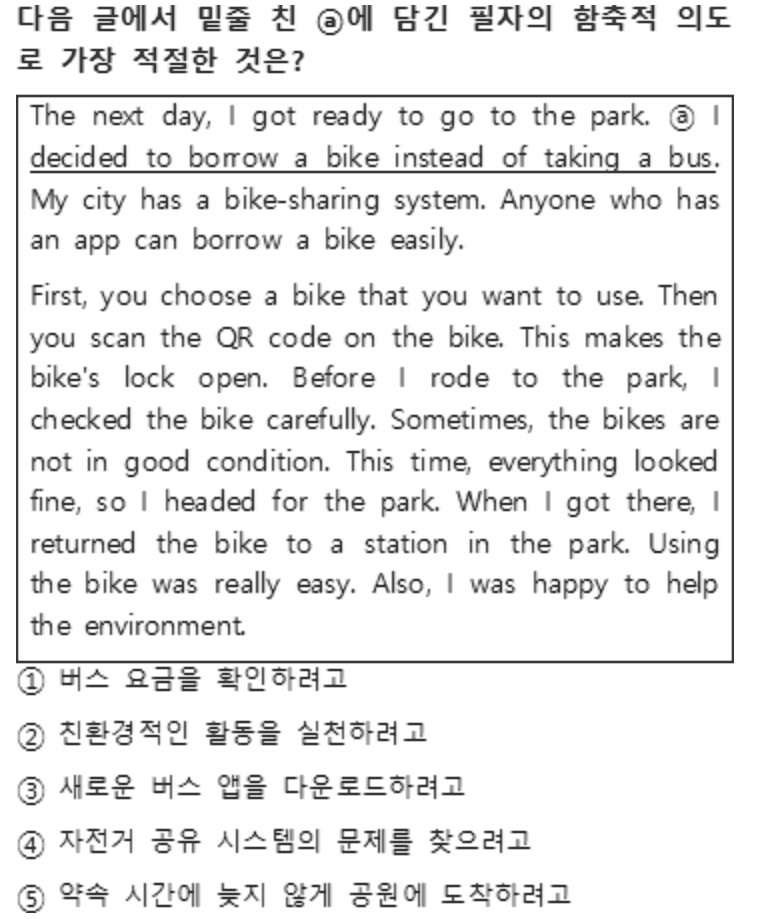 다음 글에서 밑줄 친 ⓐ에 담긴 필자의 함축적 의도
로 가장 적절한 것은?
The next day, I got ready to go to the park. ⓐ I
decided to borrow a bike instead of taking a bus.
My city has a bike-sharing system. Anyone who has
an app can borrow a bike easily.
First, you choose a bike that you want to use. Then
you scan the QR code on the bike. This makes the
bike's lock open. Before I rode to the park, I
checked the bike carefully. Sometimes, the bikes are
not in good condition. This time, everything looked
fine, so I headed for the park. When I got there, I
returned the bike to a station in the park. Using
the bike was really easy. Also, I was happy to help
the environment.
① 버스 요금을 확인하려고
② 친환경적인 활동을 실천하려고
③ 새로운 버스 앱을 다운로드하려고
④ 자전거 공유 시스템의 문제를 찾으려고
⑤ 약속 시간에 늦지 않게 공원에 도착하려고